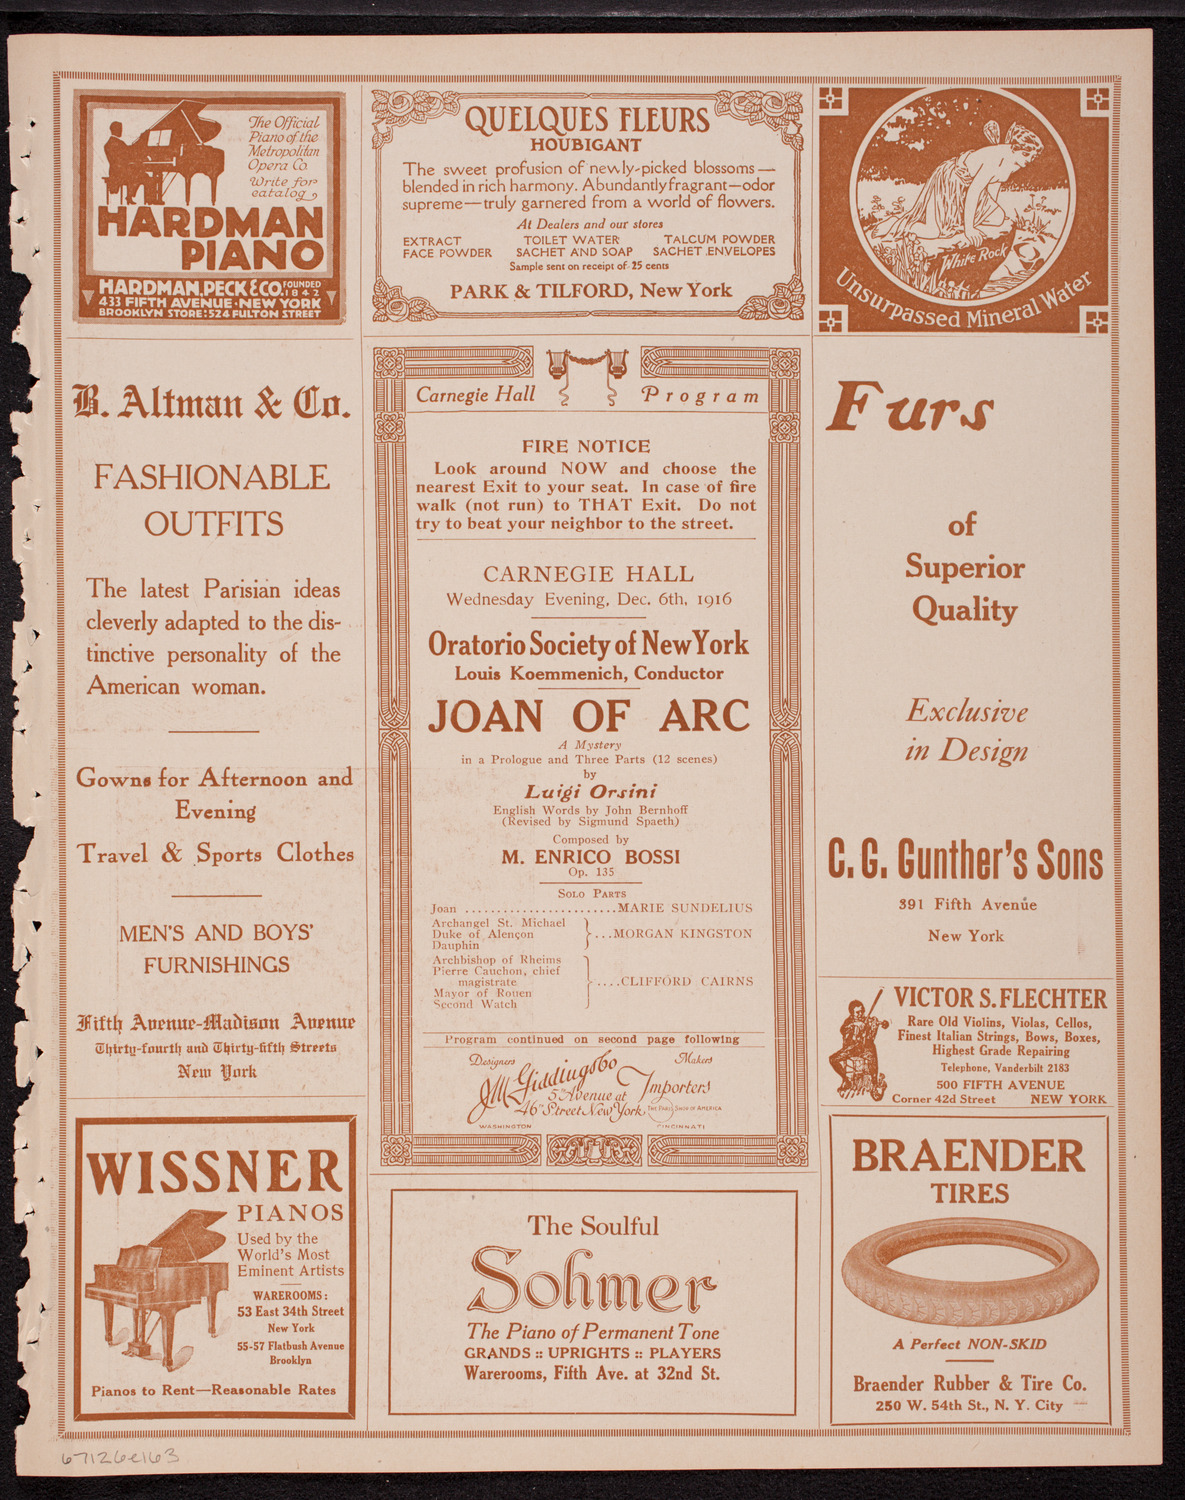 The Official
Piano of the
Metropolitan
Opera Co.
Write for
catalog
HARDMAN
PIANO
HARDMAN, PECK & CO. FOUNDED 1842
433 FIFTH AVENUE · NEW YORK
BROOKLYN STORE: 524 FULTON STREET
QUELQUES FLEURS
HOUBIGANT
The sweet profusion of newly-picked blossoms—
blended in rich harmony. Abundantly fragrant—odor
supreme—truly garnered from a world of flowers.
At Dealers and our stores
EXTRACT TOILET WATER TALCUM POWDER
FACE POWDER SACHET AND SOAP SACHET ENVELOPES
Sample sent on receipt of 25 cents
PARK & TILFORD, New York
White Rock
Unsurpassed Mineral Water
B. Altman & Co.
FASHIONABLE
OUTFITS
The latest Parisian ideas
cleverly adapted to the dis-
tinctive personality of the
American woman.
Gowns for Afternoon and
Evening
Travel & Sports Clothes
MEN'S AND BOYS'
FURNISHINGS
Fifth Avenue-Madison Avenue
Thirty-fourth and Thirty-fifth Streets
New York
WISSNER
PIANOS
Used by the
World's Most
Eminent Artists
WAREROOMS:
53 East 34th Street
New York
55-57 Flatbush Avenue
Brooklyn
Pianos to Rent—Reasonable Rates
Carnegie Hall Program
FIRE NOTICE
Look around NOW and choose the
nearest Exit to your seat. In case of fire
walk (not run) to THAT Exit. Do not
try to beat your neighbor to the street.
CARNEGIE HALL
Wednesday Evening, Dec. 6th, 1916
Oratorio Society of New York
Louis Koemmenich, Conductor
JOAN OF ARC
A Mystery
in a Prologue and Three Parts (12 scenes)
by
Luigi Orsini
English Words by John Bernhoff
(Revised by Sigmund Spaeth)
Composed by
M. ENRICO BOSSI
Op. 135
SOLO PARTS
Joan .......................MARIE SUNDELIUS
Archangel St. Michael
Duke of Alençon
Dauphin
...MORGAN KINGSTON
Archbishop of Rheims
Pierre Cauchon, chief
magistrate
Mayor of Rouen
Second Watch
....CLIFFORD CAIRNS
Program continued on second page following
Designers Makers
J.M. Gidding & Co Importers
5th Avenue at
46th Street New York THE PARIS SHOP OF AMERICA
WASHINGTON CINCINNATI
The Soulful
Sohmer
The Piano of Permanent Tone
GRANDS :: UPRIGHTS :: PLAYERS
Warerooms, Fifth Ave. at 32nd St.
Furs
of
Superior
Quality
Exclusive
in Design
C. G. Gunther's Sons
391 Fifth Avenue
New York
VICTOR S. FLECHTER
Rare Old Violins, Violas, Cellos,
Finest Italian Strings, Bows, Boxes,
Highest Grade Repairing
Telephone, Vanderbilt 2183
500 FIFTH AVENUE
Corner 42d Street NEW YORK
BRAENDER
TIRES
A Perfect NON-SKID
Braender Rubber & Tire Co.
250 W. 54th St., N. Y. City
67126e163